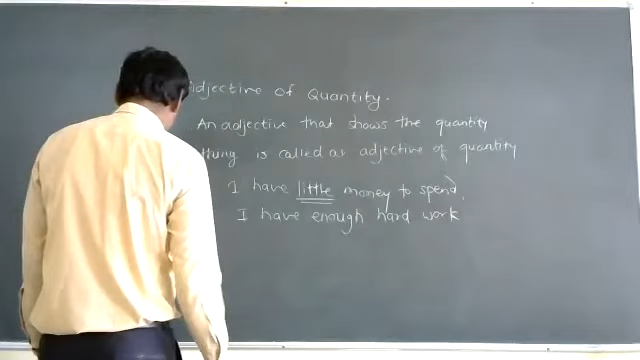 Adjective of Quantity.
An adjective that shows the quantity
thing is called as adjective of quantity
I have little money to spend.
I have enough hard work